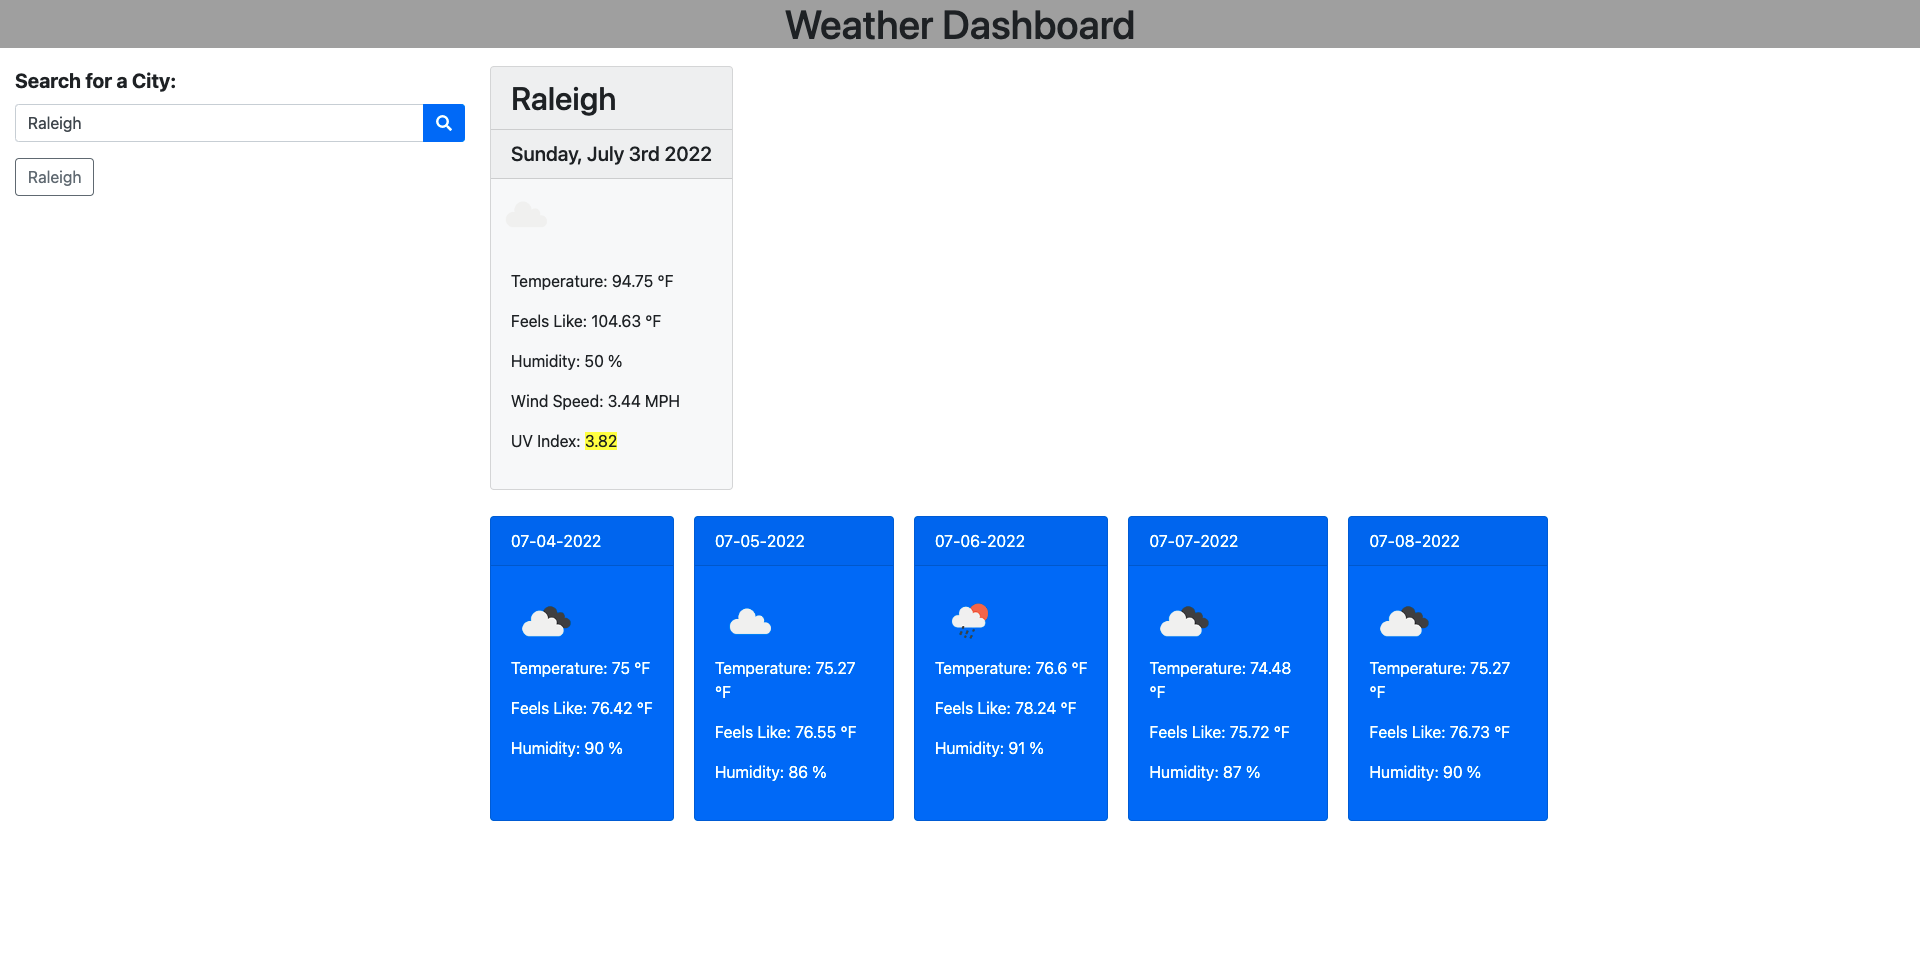 Weather Dashboard
Search for a City:
Raleigh
Raleigh
Raleigh
Sunday, July 3rd 2022
Temperature: 94.75 °F
Feels Like: 104.63 °F
Humidity: 50 %
Wind Speed: 3.44 MPH
UV Index: 3.82
07-04-2022
Temperature: 75 °F
Feels Like: 76.42 °F
Humidity: 90 %
07-05-2022
Temperature: 75.27
°F
Feels Like: 76.55 °F
Humidity: 86 %
07-06-2022
Temperature: 76.6 °F
Feels Like: 78.24 °F
Humidity: 91 %
07-07-2022
Temperature: 74.48
°F
Feels Like: 75.72 °F
Humidity: 87 %
07-08-2022
Temperature: 75.27
°F
Feels Like: 76.73 °F
Humidity: 90 %